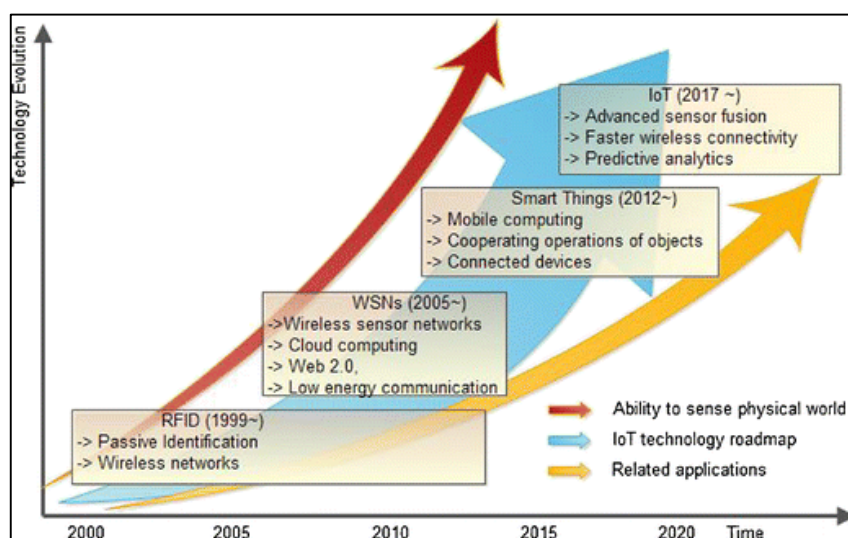 Technology Evolution
IoT (2017 ~)
-> Advanced sensor fusion
-> Faster wireless connectivity
-> Predictive analytics
Smart Things (2012~)
-> Mobile computing
-> Cooperating operations of objects
-> Connected devices
WSNs (2005~)
->Wireless sensor networks
-> Cloud computing
-> Web 2.0,
-> Low energy communication
RFID (1999~)
-> Passive Identification
-> Wireless networks
Ability to sense physical world
IoT technology roadmap
Related applications
2000 2005 2010 2015 2020 Time